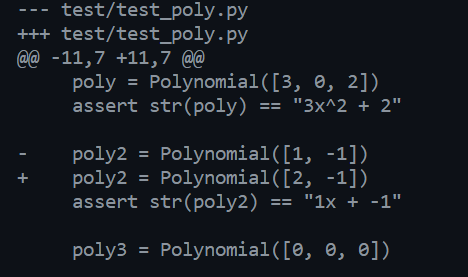 --- test/test_poly.py
+++ test/test_poly.py
@@ -11,7 +11,7 @@
     poly = Polynomial([3, 0, 2])
     assert str(poly) == "3x^2 + 2"

-    poly2 = Polynomial([1, -1])
+    poly2 = Polynomial([2, -1])
     assert str(poly2) == "1x + -1"

     poly3 = Polynomial([0, 0, 0])